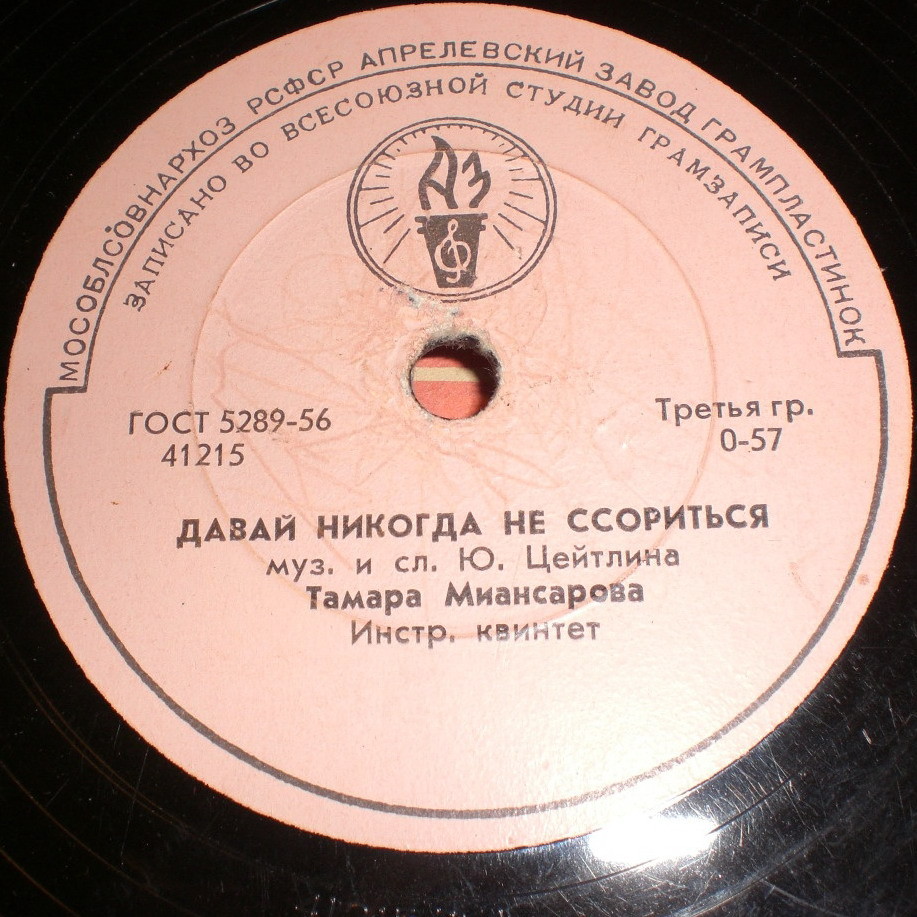 МОСОБЛСОВНАРХОЗ РСФСР АПРЕЛЕВСКИЙ ЗАВОД ГРАМПЛАСТИНОК
ЗАПИСАНО ВО ВСЕСОЮЗНОЙ СТУДИИ ГРАМЗАПИСИ
АЗ
ГОСТ 5289-56
41215
Третья гр.
0-57
ДАВАЙ НИКОГДА НЕ ССОРИТЬСЯ
муз. и сл. Ю. Цейтлина
Тамара Миансарова
Инстр. квинтет